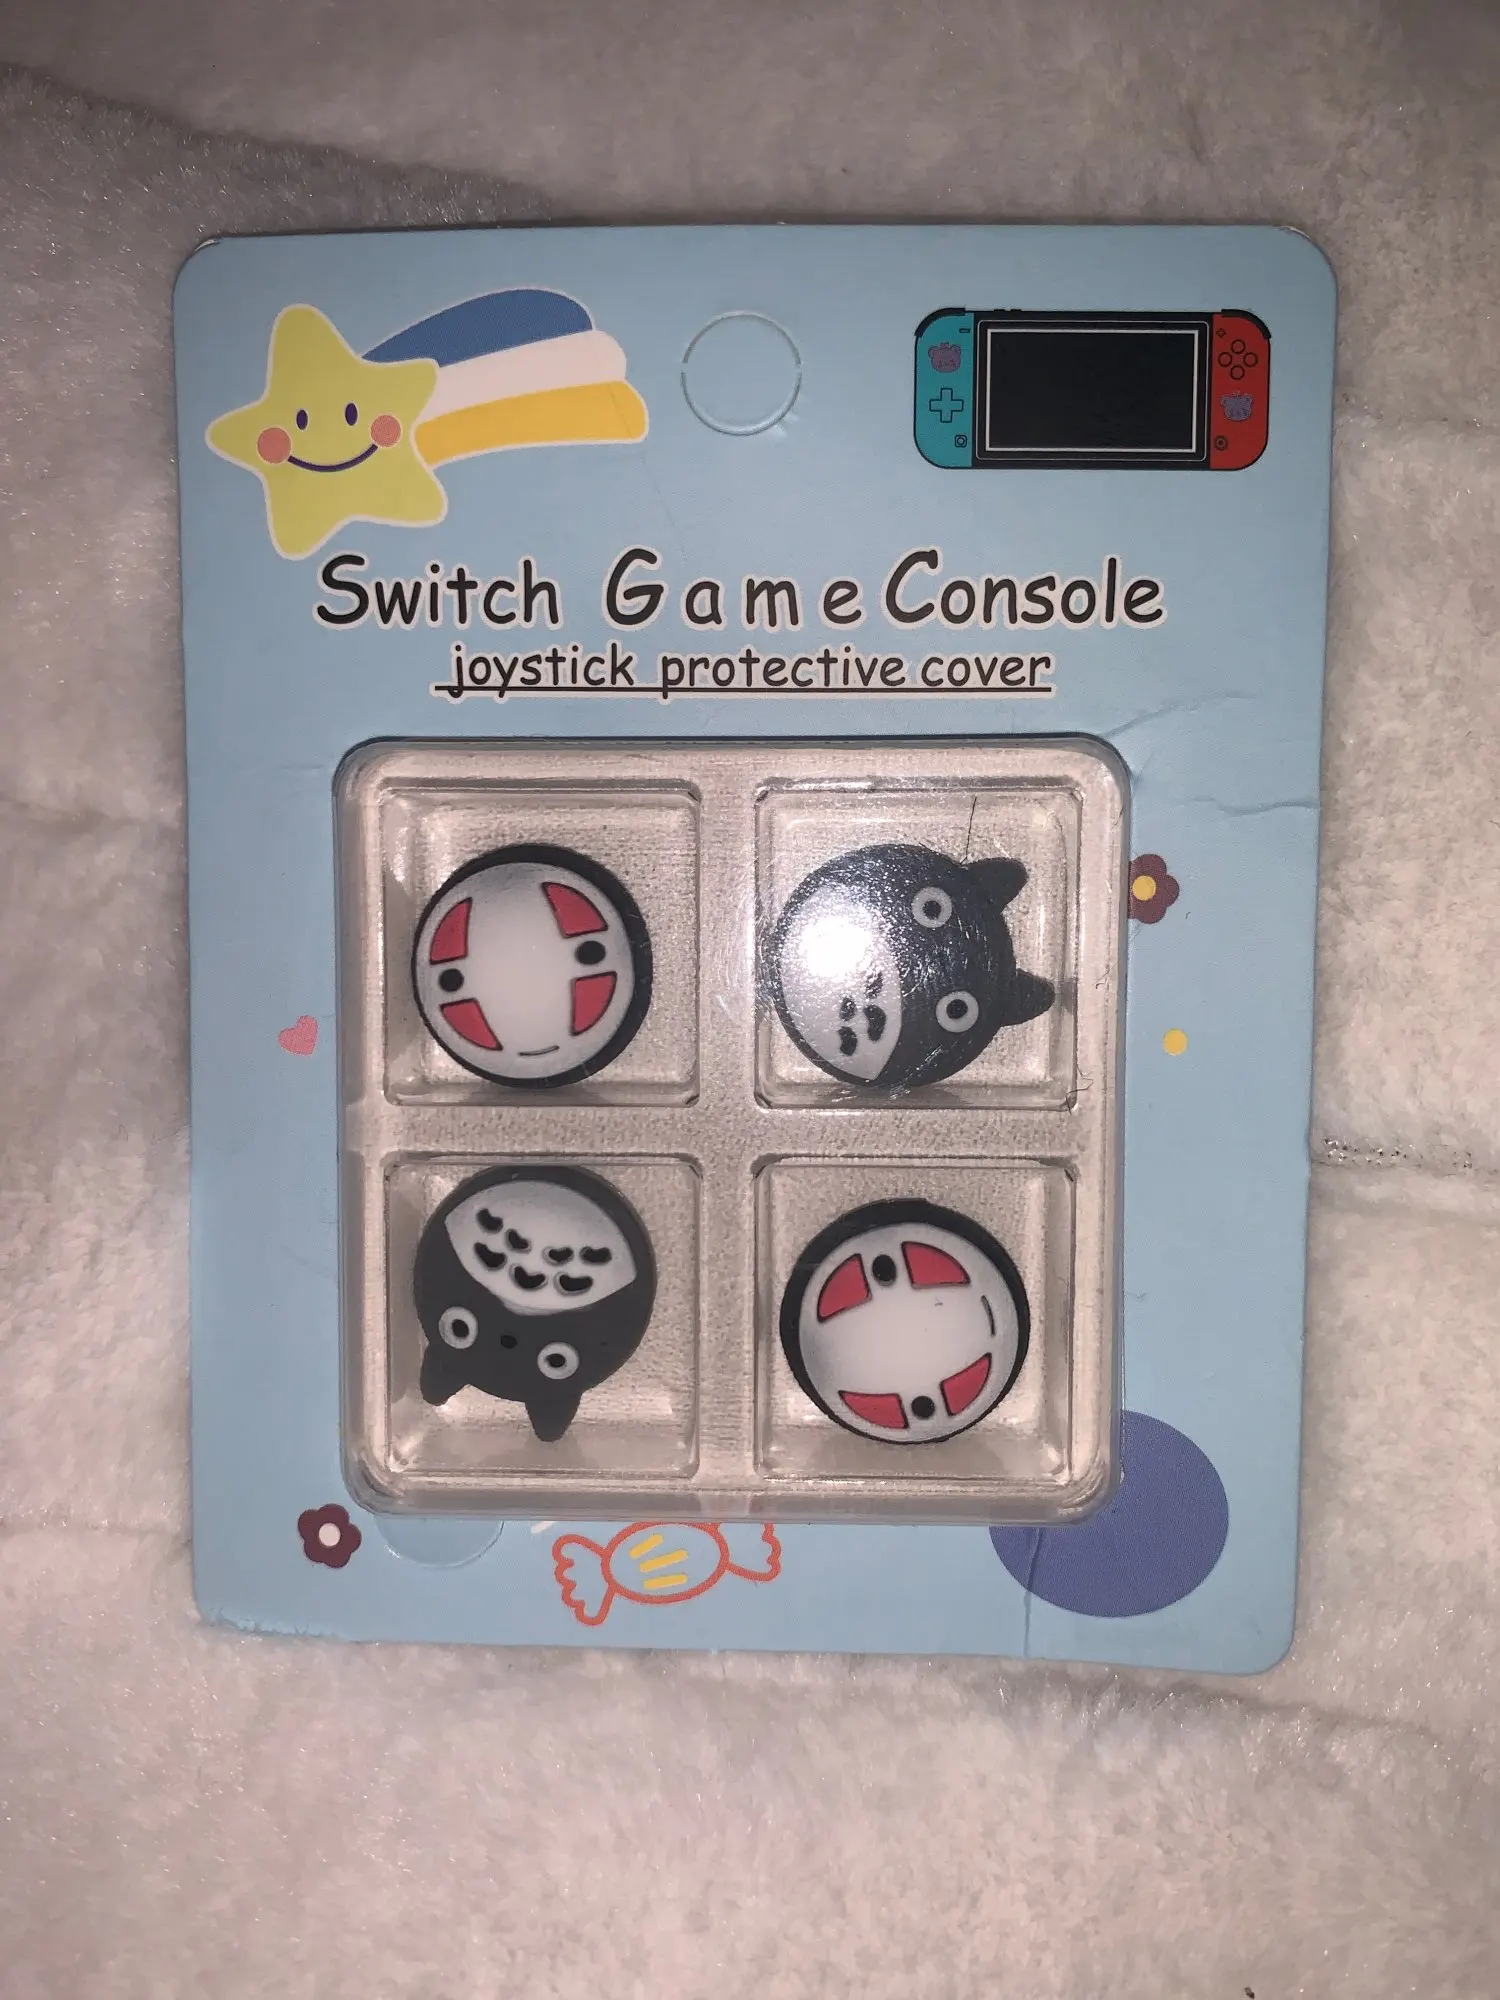 Switch Game Console
joystick protective cover